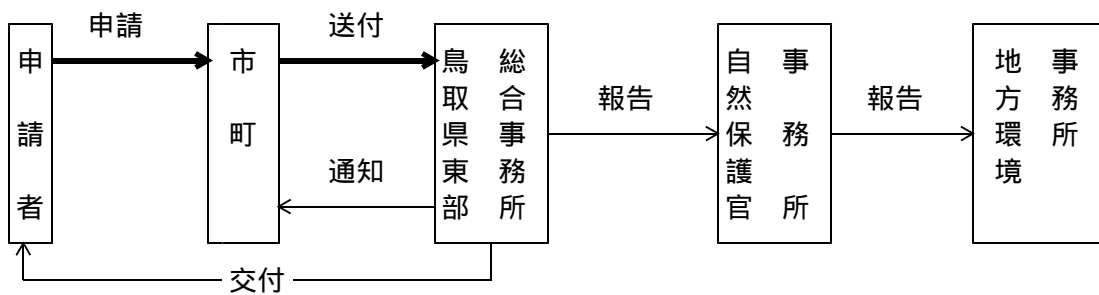 申請者
申請
市町
送付
通知
鳥取県東部
総合事務所
報告
自然保護官
事務所
報告
地方環境
事務所
交付